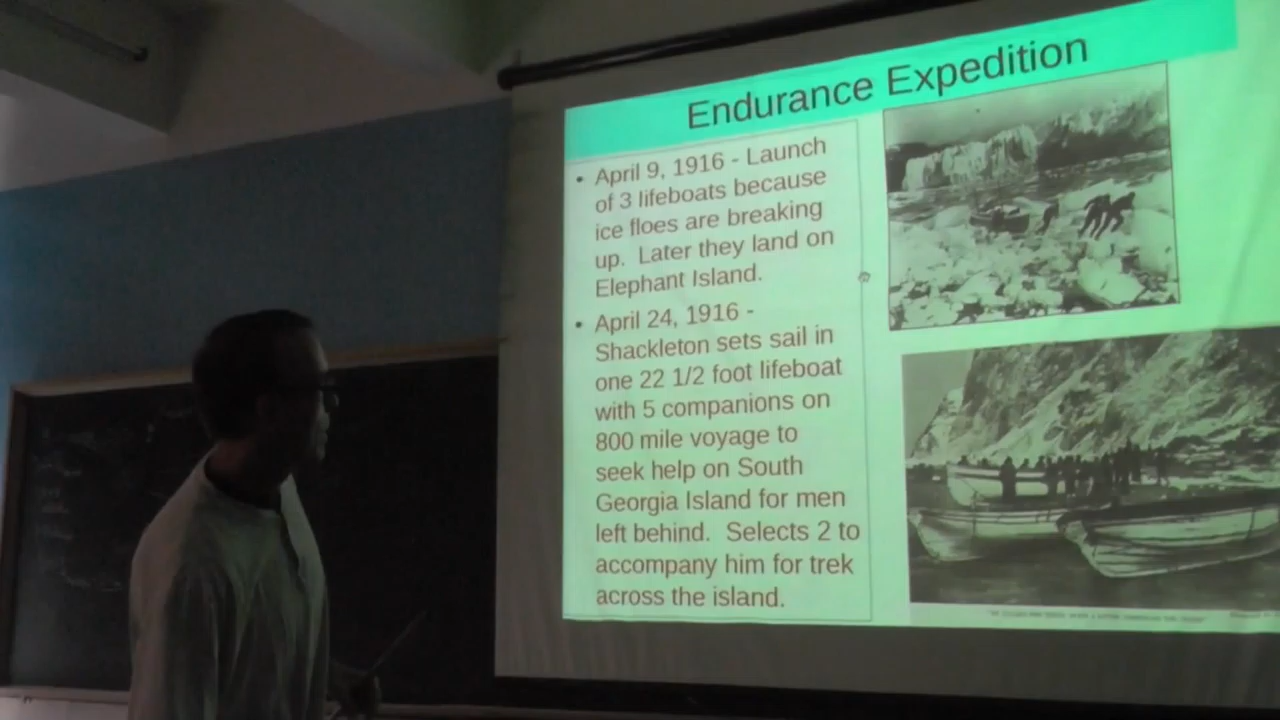 Endurance Expedition
• April 9, 1916 - Launch
of 3 lifeboats because
ice floes are breaking
up. Later they land on
Elephant Island.
• April 24, 1916 -
Shackleton sets sail in
one 22 1/2 foot lifeboat
with 5 companions on
800 mile voyage to
seek help on South
Georgia Island for men
left behind. Selects 2 to
accompany him for trek
across the island.